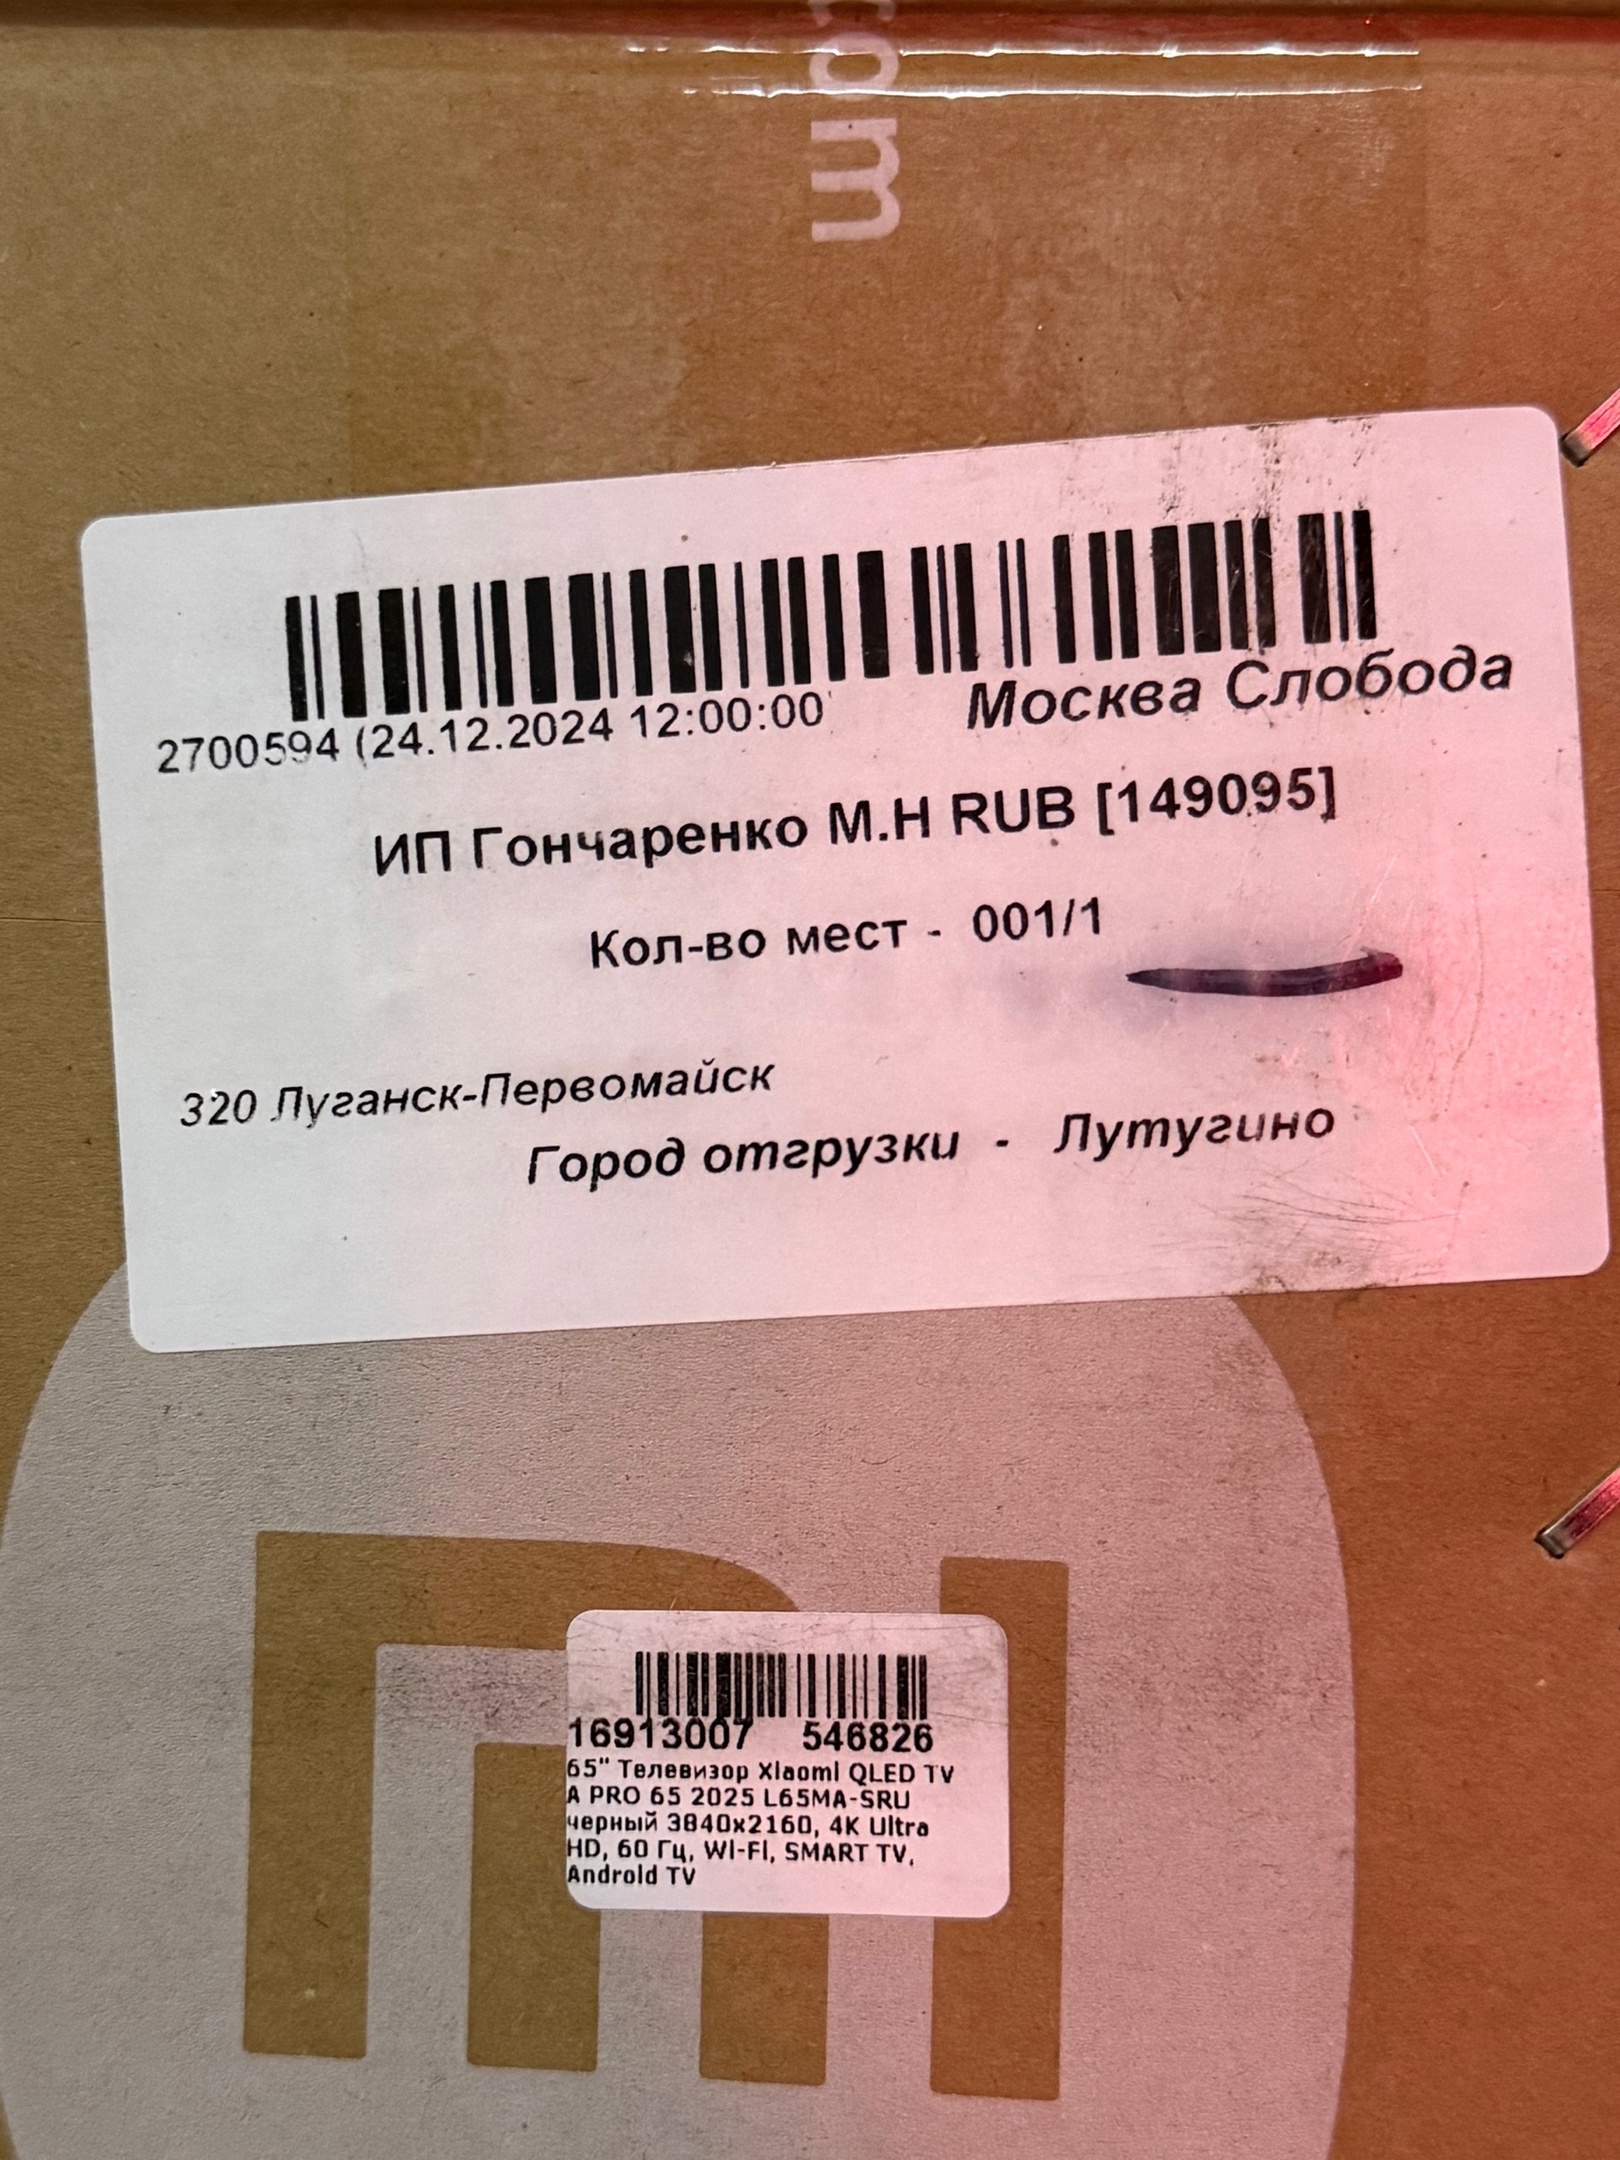 com
2700594 (24.12.2024 12:00:00
Москва Слобода
ИП Гончаренко М.Н RUB [149095]
Кол-во мест - 001/1
320 Луганск-Первомайск
Город отгрузки - Лутугино
mi
16913007 546826
65" Телевизор Xiaomi QLED TV
A PRO 65 2025 L65MA-SRU
черный 3840x2160, 4K Ultra
HD, 60 Гц, Wi-Fi, SMART TV,
Android TV